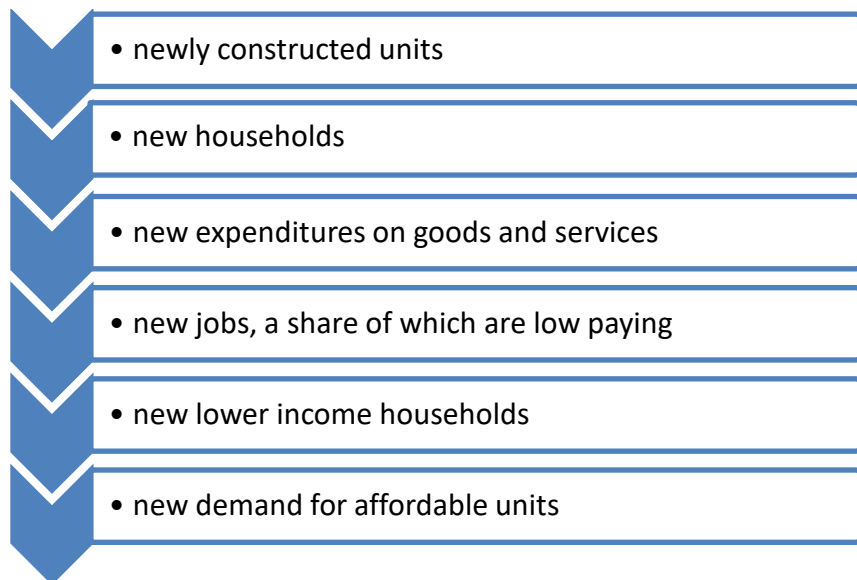 • newly constructed units
• new households
• new expenditures on goods and services
• new jobs, a share of which are low paying
• new lower income households
• new demand for affordable units